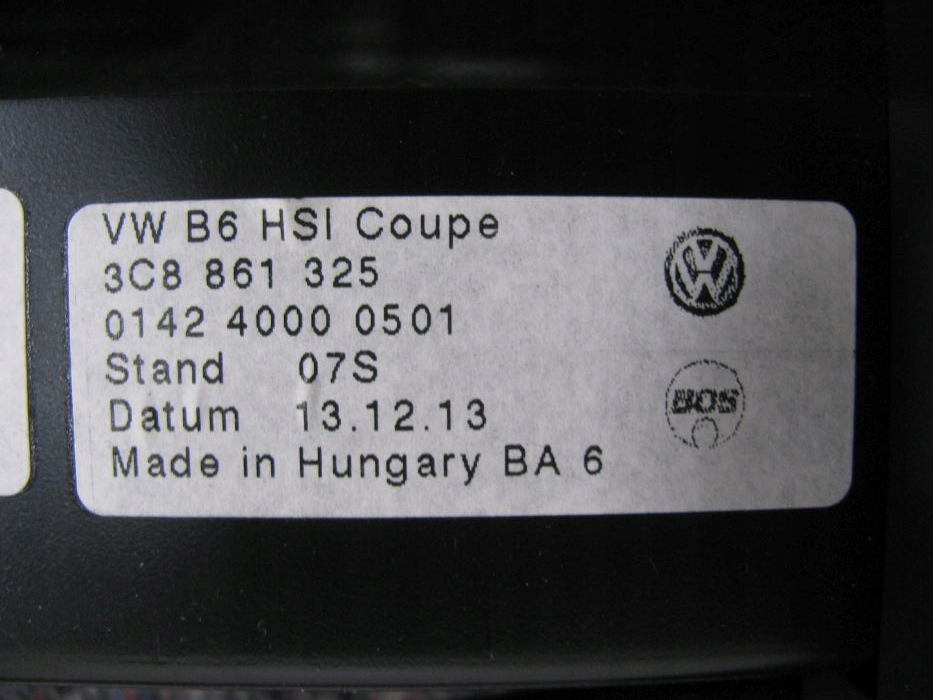 VW B6 HSI Coupe
3C8 861 325
0142 4000 0501
Stand 07S
Datum 13.12.13
Made in Hungary BA 6
VW
BOS